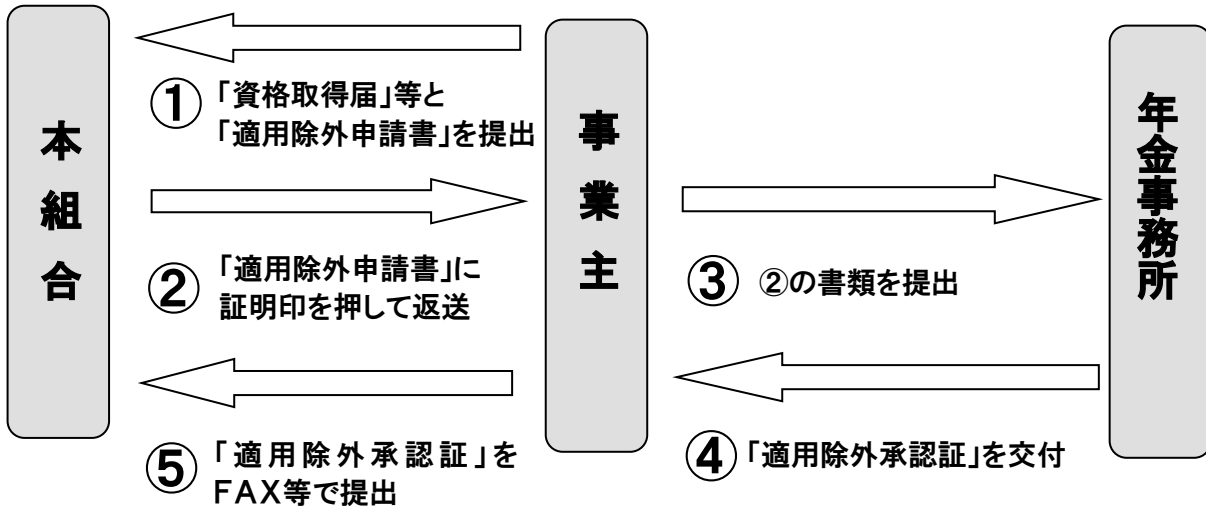 本組合
事業主
年金事務所
① 「資格取得届」等と
「適用除外申請書」を提出
② 「適用除外申請書」に
証明印を押して返送
③ ②の書類を提出
④ 「適用除外承認証」を交付
⑤ 「適用除外承認証」を
FAX等で提出